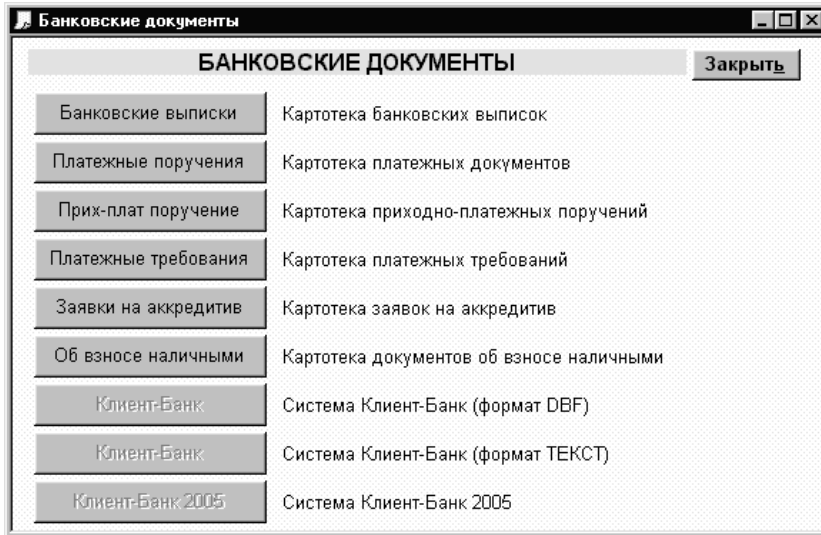 Банковские документы
БАНКОВСКИЕ ДОКУМЕНТЫ Закрыть
Банковские выписки Картотека банковских выписок
Платежные поручения Картотека платежных документов
Прих-плат поручение Картотека приходно-платежных поручений
Платежные требования Картотека платежных требований
Заявки на аккредитив Картотека заявок на аккредитив
Об взносе наличными Картотека документов об взносе наличными
Клиент-Банк Система Клиент-Банк (формат DBF)
Клиент-Банк Система Клиент-Банк (формат ТЕКСТ)
Клиент-Банк 2005 Система Клиент-Банк 2005